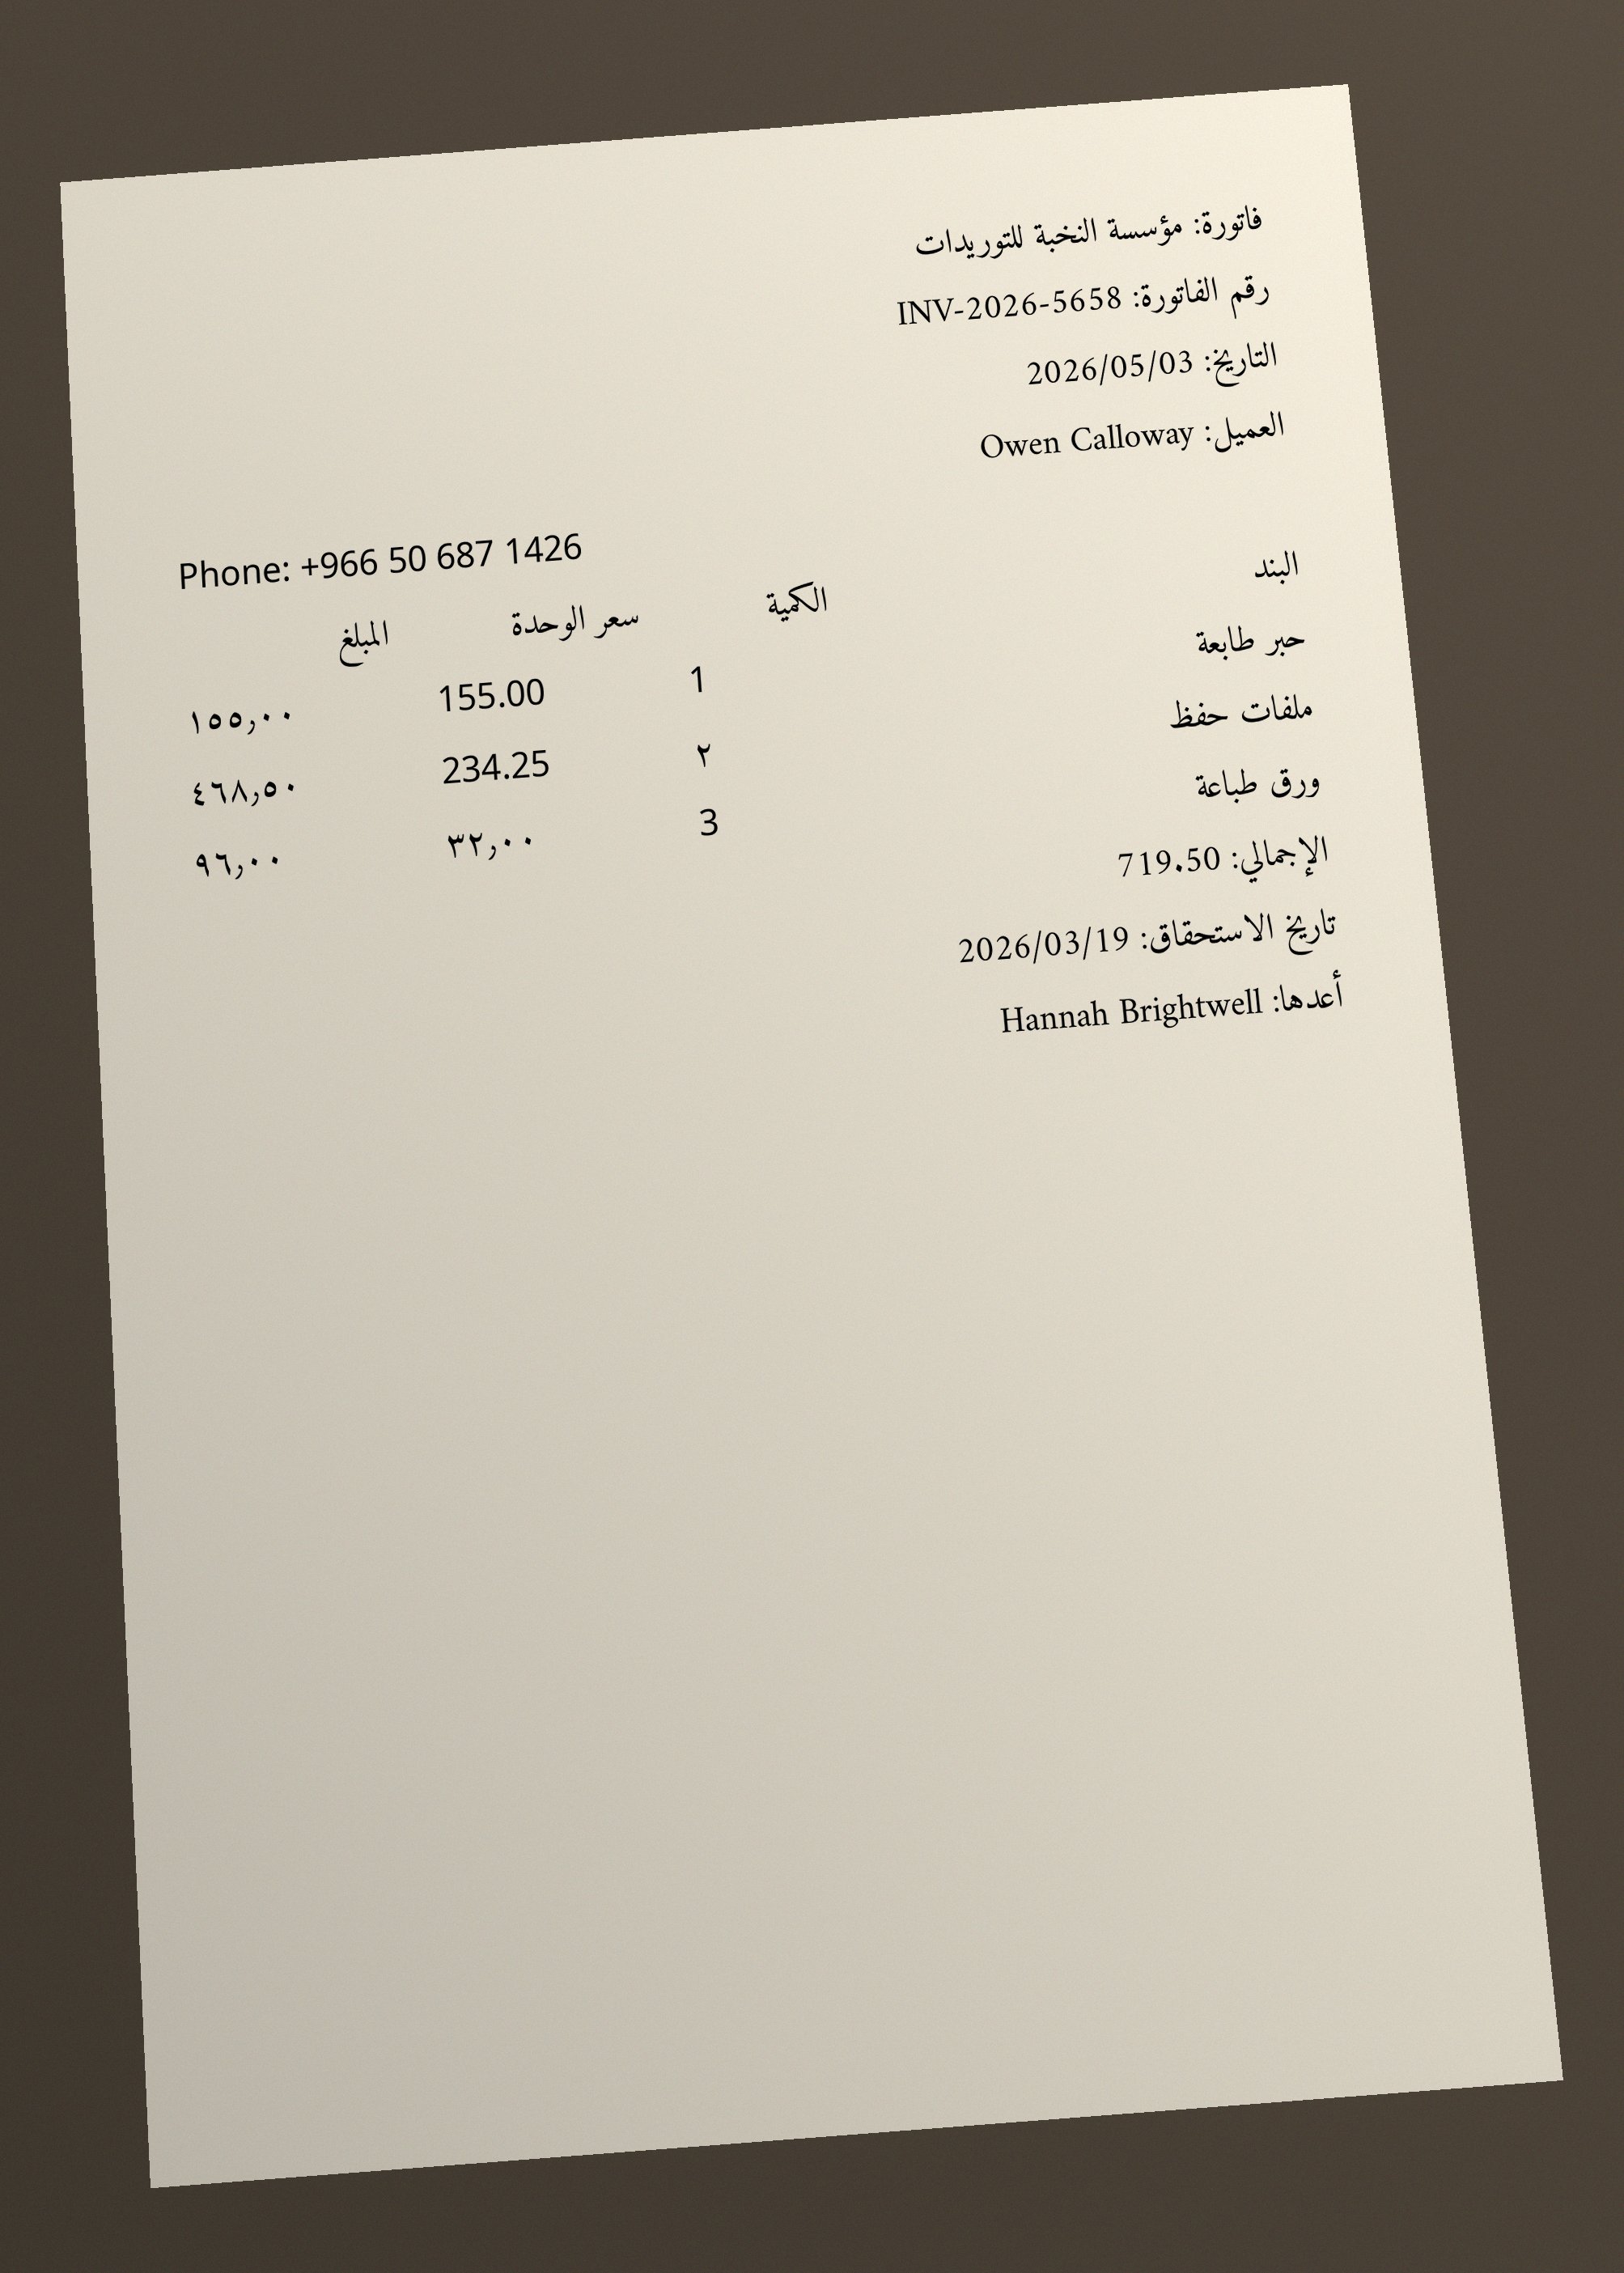 فاتورة: مؤسسة النخبة للتوريدات
رقم الفاتورة: INV-2026-5658
التاريخ: 2026/05/03
العميل: Owen Calloway
Phone: +966 50 687 1426
البند الكمية سعر الوحدة المبلغ
حبر طابعة 1 155.00 ١٥٥,٠٠
ملفات حفظ ٢ 234.25 ٤٦٨,٥٠
ورق طباعة 3 ٣٢,٠٠ ٩٦,٠٠
الإجمالي: 719.50
تاريخ الاستحقاق: 2026/03/19
أعدها: Hannah Brightwell